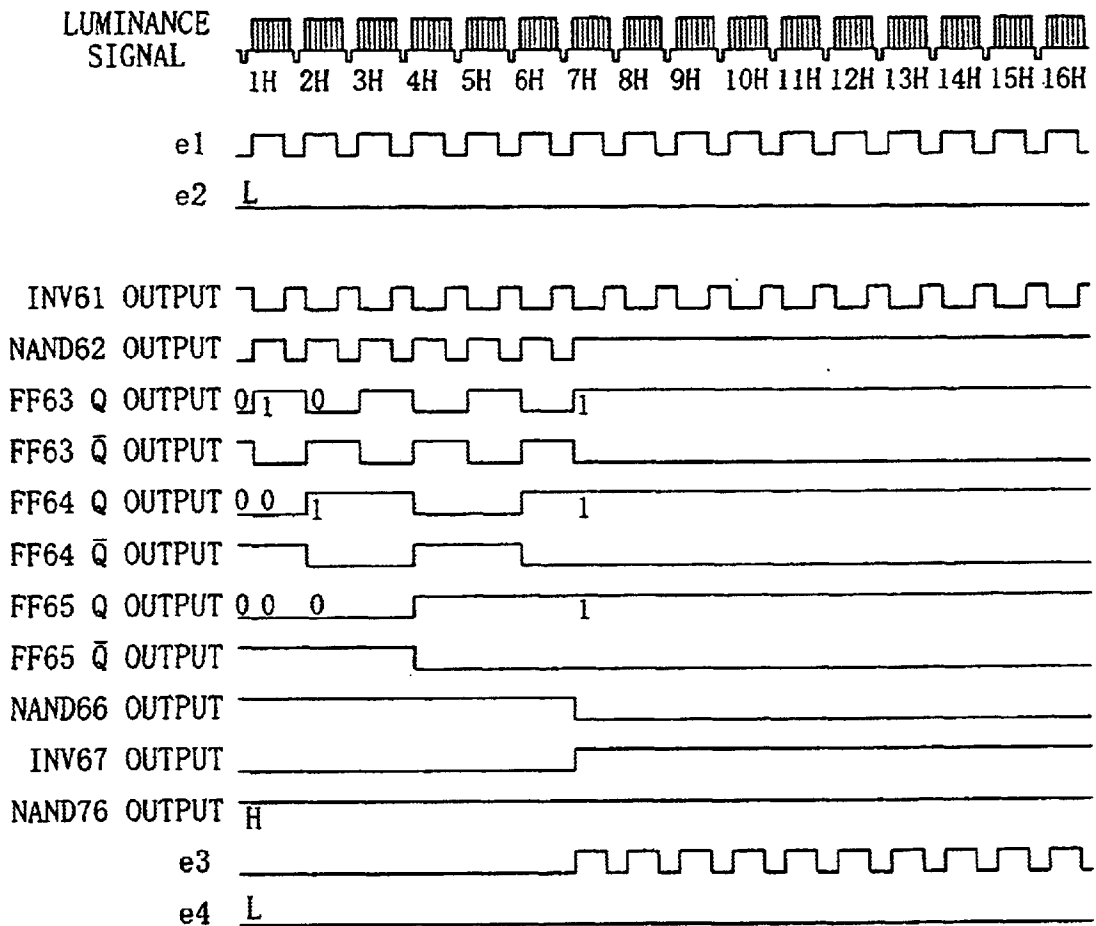 LUMINANCE
SIGNAL
1H 2H 3H 4H 5H 6H 7H 8H 9H 10H 11H 12H 13H 14H 15H 16H
e1
e2 L
INV61 OUTPUT
NAND62 OUTPUT
FF63 Q OUTPUT 0 1 0 1
FF63 Q̄ OUTPUT
FF64 Q OUTPUT 0 0 1 1
FF64 Q̄ OUTPUT
FF65 Q OUTPUT 0 0 0 1
FF65 Q̄ OUTPUT
NAND66 OUTPUT
INV67 OUTPUT
NAND76 OUTPUT H
e3
e4 L